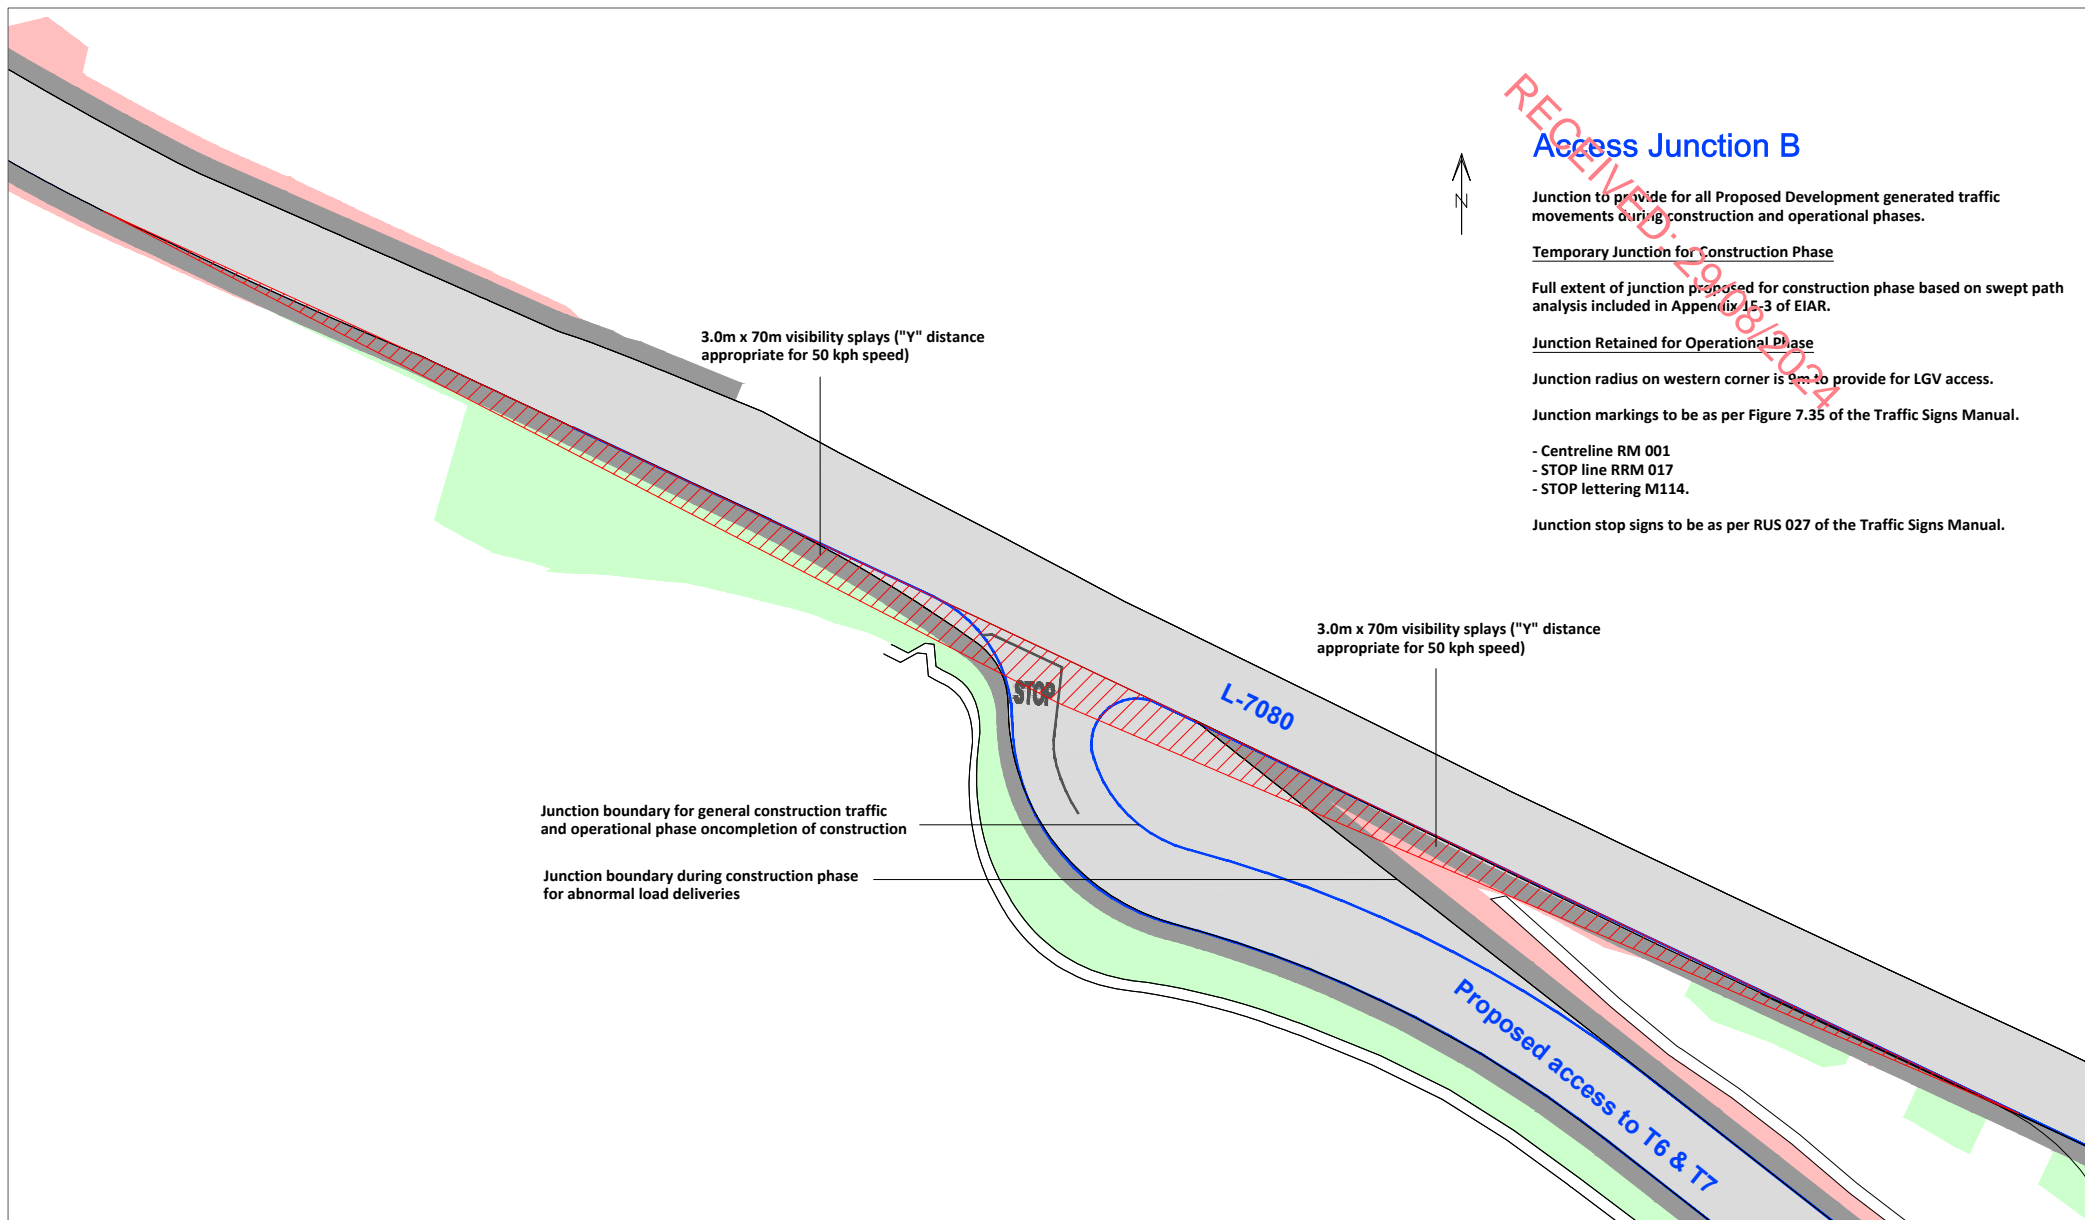 Access Junction B
RECEIVED: 29/08/2024
N
Junction to provide for all Proposed Development generated traffic
movements during construction and operational phases.
Temporary Junction for Construction Phase
Full extent of junction proposed for construction phase based on swept path
analysis included in Appendix 15-3 of EIAR.
Junction Retained for Operational Phase
Junction radius on western corner is 9m to provide for LGV access.
Junction markings to be as per Figure 7.35 of the Traffic Signs Manual.
- Centreline RM 001
- STOP line RRM 017
- STOP lettering M114.
Junction stop signs to be as per RUS 027 of the Traffic Signs Manual.
3.0m x 70m visibility splays ("Y" distance
appropriate for 50 kph speed)
3.0m x 70m visibility splays ("Y" distance
appropriate for 50 kph speed)
STOP
L-7080
Junction boundary for general construction traffic
and operational phase oncompletion of construction
Junction boundary during construction phase
for abnormal load deliveries
Proposed access to T6 & T7